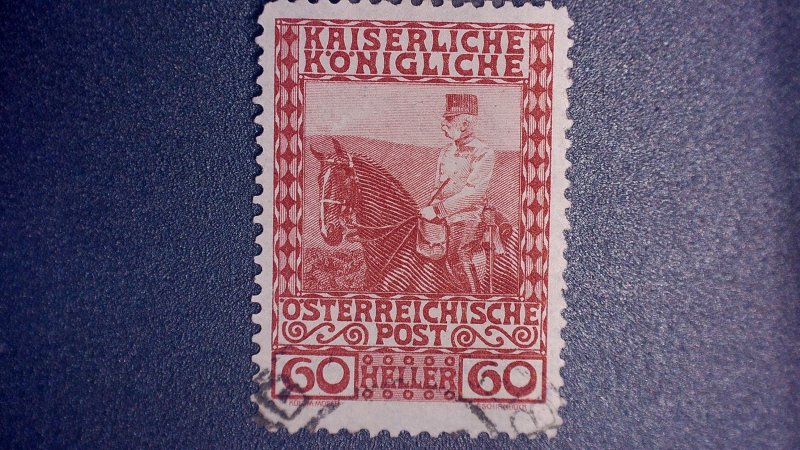 KAISERLICHE
KÖNIGLICHE
ÖSTERREICHISCHE
POST
60 HELLER 60